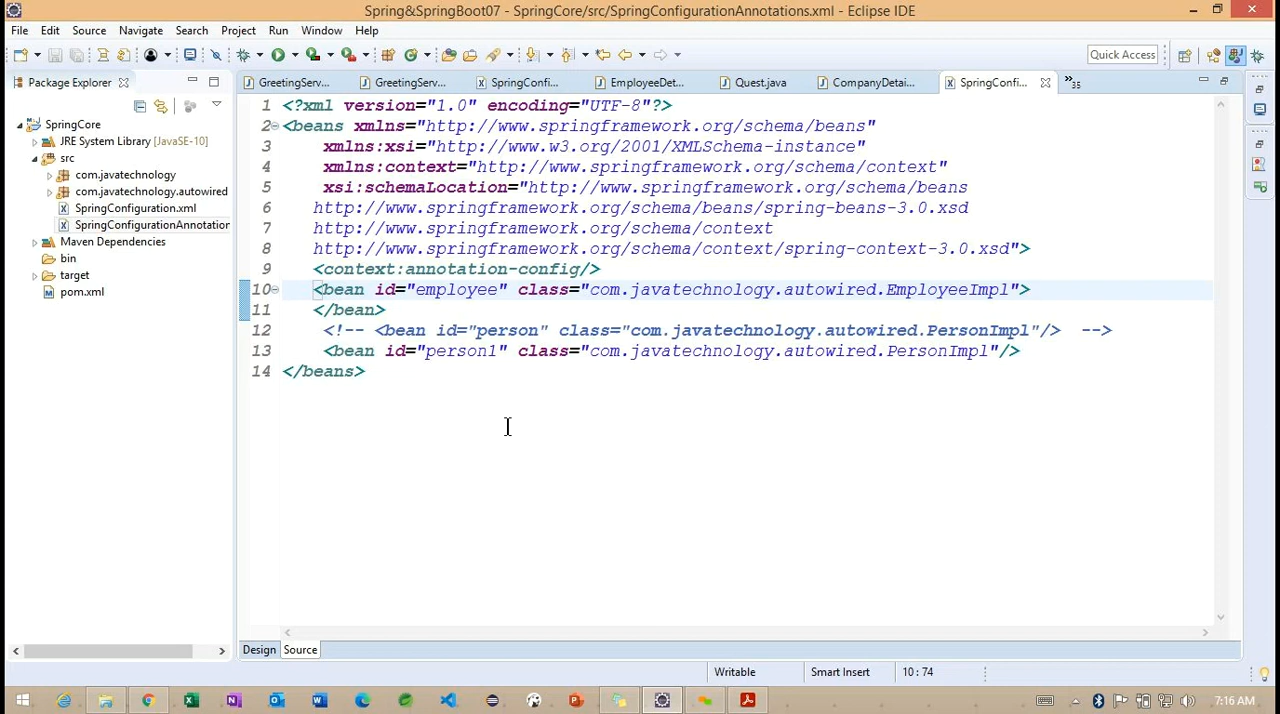 Spring&SpringBoot07 - SpringCore/src/SpringConfigurationAnnotations.xml - Eclipse IDE
File Edit Source Navigate Search Project Run Window Help
Quick Access
Package Explorer
GreetingServ... GreetingServ... SpringConfi... EmployeeDet... Quest.java CompanyDetai... SpringConfi... »35
SpringCore
JRE System Library [JavaSE-10]
src
com.javatechnology
com.javatechnology.autowired
SpringConfiguration.xml
SpringConfigurationAnnotation
Maven Dependencies
bin
target
pom.xml
1 <?xml version="1.0" encoding="UTF-8"?>
2 <beans xmlns="http://www.springframework.org/schema/beans"
3 xmlns:xsi="http://www.w3.org/2001/XMLSchema-instance"
4 xmlns:context="http://www.springframework.org/schema/context"
5 xsi:schemaLocation="http://www.springframework.org/schema/beans
6 http://www.springframework.org/schema/beans/spring-beans-3.0.xsd
7 http://www.springframework.org/schema/context
8 http://www.springframework.org/schema/context/spring-context-3.0.xsd">
9 <context:annotation-config/>
10 <bean id="employee" class="com.javatechnology.autowired.EmployeeImpl">
11 </bean>
12 <!-- <bean id="person" class="com.javatechnology.autowired.PersonImpl"/> -->
13 <bean id="person1" class="com.javatechnology.autowired.PersonImpl"/>
14 </beans>
Design Source
Writable Smart Insert 10 : 74
7:16 AM